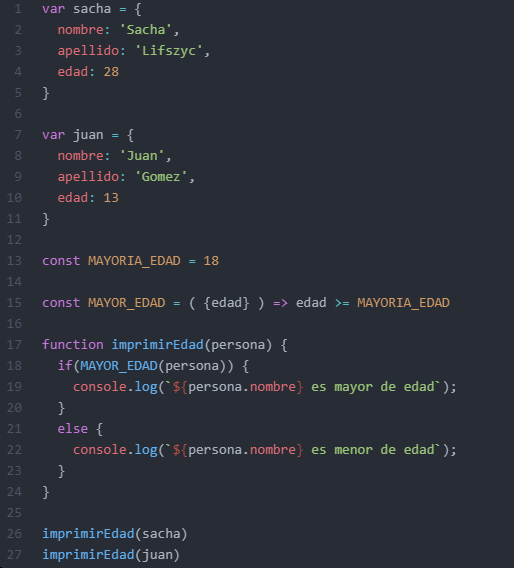 1 var sacha = {
2   nombre: 'Sacha',
3   apellido: 'Lifszyc',
4   edad: 28
5 }
6
7 var juan = {
8   nombre: 'Juan',
9   apellido: 'Gomez',
10   edad: 13
11 }
12
13 const MAYORIA_EDAD = 18
14
15 const MAYOR_EDAD = ( {edad} ) => edad >= MAYORIA_EDAD
16
17 function imprimirEdad(persona) {
18   if(MAYOR_EDAD(persona)) {
19     console.log(`${persona.nombre} es mayor de edad`);
20   }
21   else {
22     console.log(`${persona.nombre} es menor de edad`);
23   }
24 }
25
26 imprimirEdad(sacha)
27 imprimirEdad(juan)